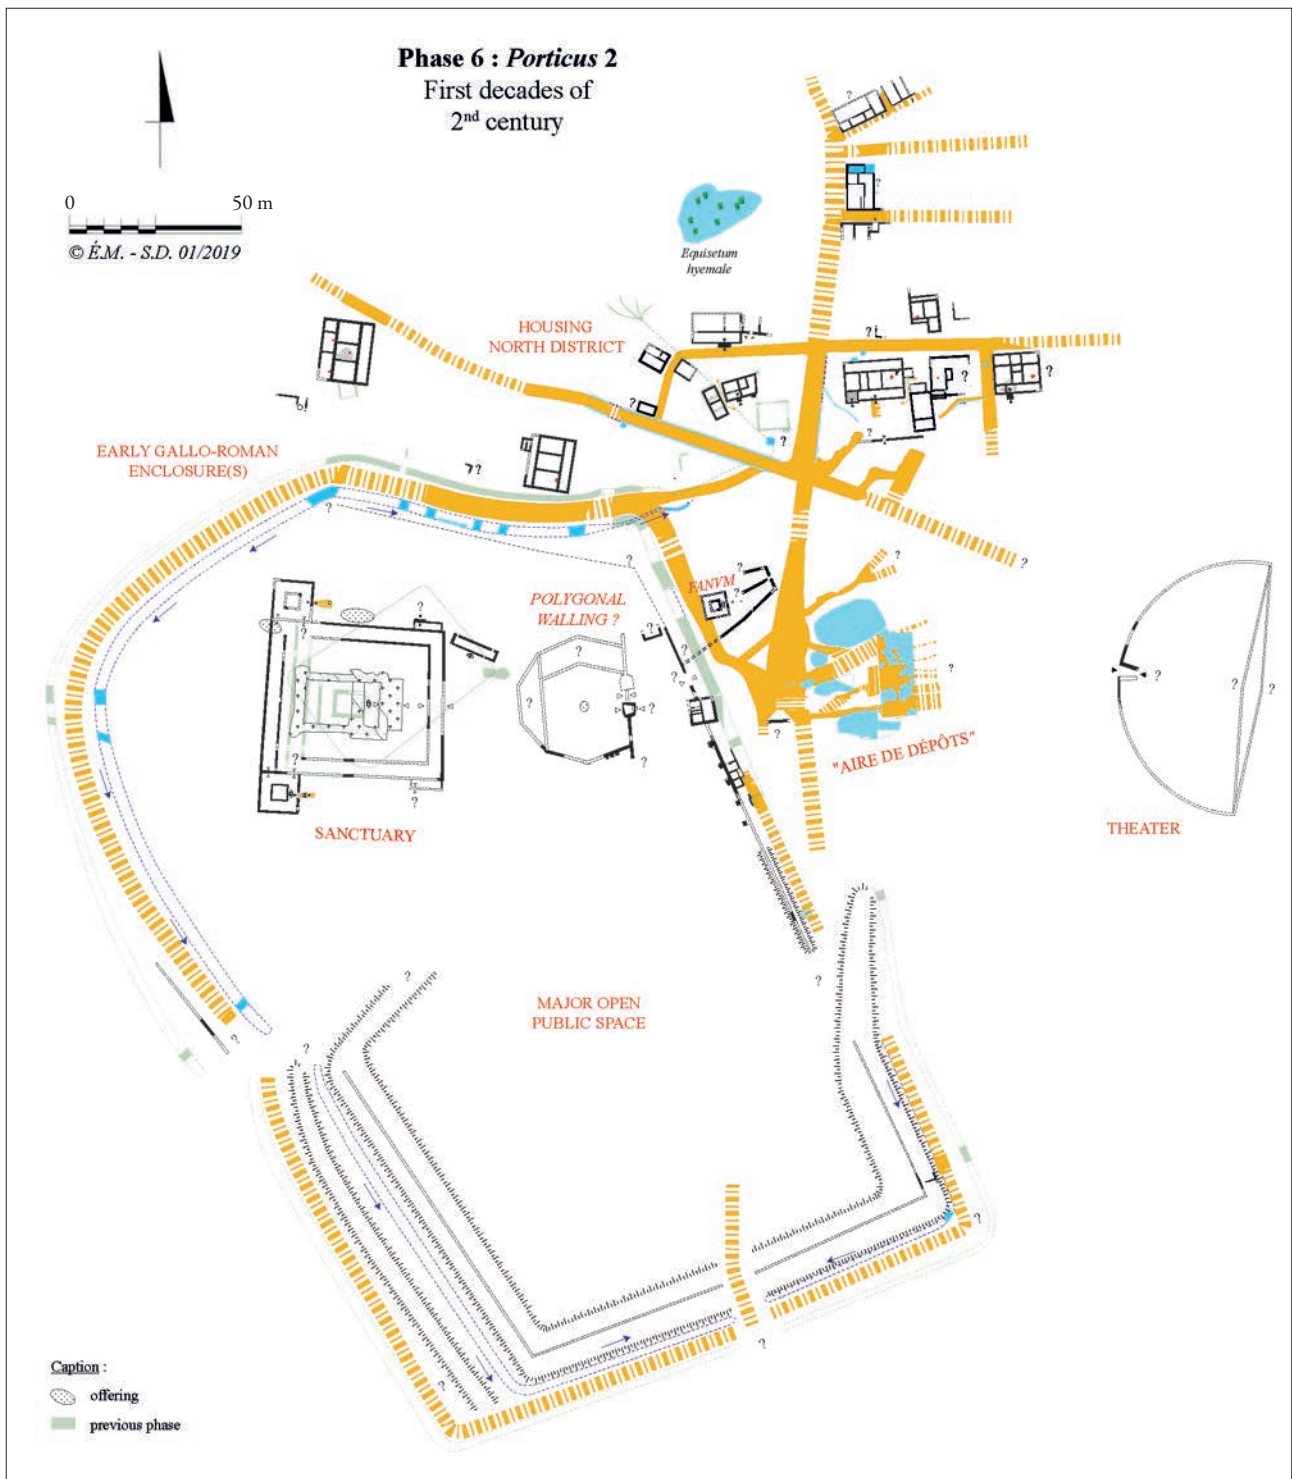 Phase 6 : Porticus 2
First decades of
2nd century
0 50 m
© É.M. - S.D. 01/2019
Equisetum
hyemale
HOUSING
NORTH DISTRICT
EARLY GALLO-ROMAN
ENCLOSURE(S)
FANVM
POLYGONAL
WALLING ?
"AIRE DE DÉPÔTS"
SANCTUARY
THEATER
MAJOR OPEN
PUBLIC SPACE
Caption :
offering
previous phase